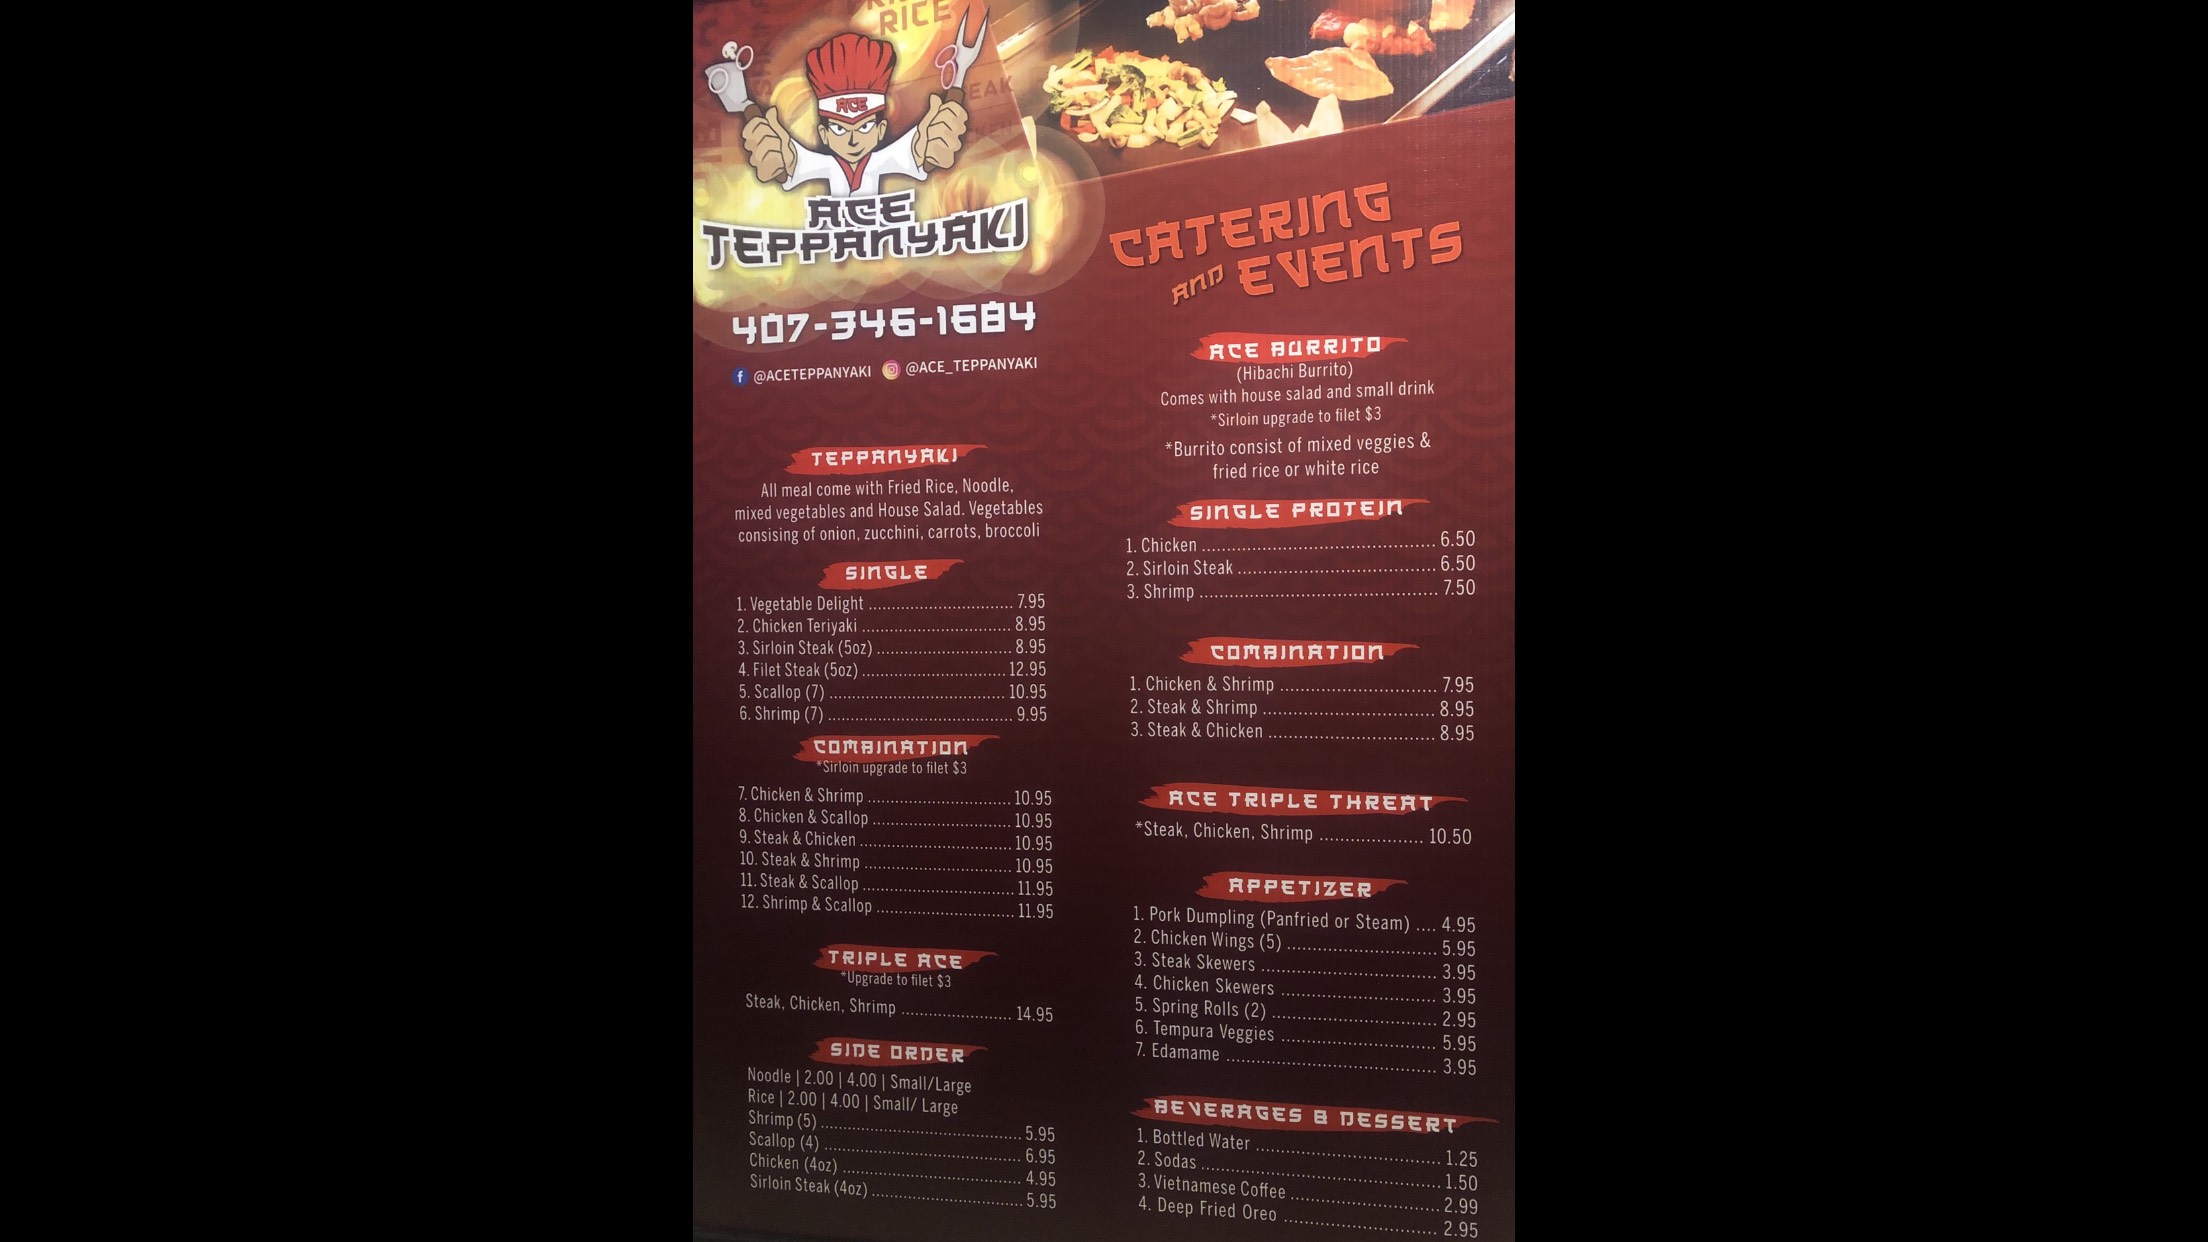 RICE
ACE
ACE
TEPPANYAKI
407-346-1684
@ACETEPPANYAKI @ACE_TEPPANYAKI
TEPPANYAKI
All meal come with Fried Rice, Noodle,
mixed vegetables and House Salad. Vegetables
consising of onion, zucchini, carrots, broccoli
SINGLE
1. Vegetable Delight 7.95
2. Chicken Teriyaki 8.95
3. Sirloin Steak (5oz) 8.95
4. Filet Steak (5oz) 12.95
5. Scallop (7) 10.95
6. Shrimp (7) 9.95
COMBINATION
*Sirloin upgrade to filet $3
7. Chicken & Shrimp 10.95
8. Chicken & Scallop 10.95
9. Steak & Chicken 10.95
10. Steak & Shrimp 10.95
11. Steak & Scallop 11.95
12. Shrimp & Scallop 11.95
TRIPLE ACE
*Upgrade to filet $3
Steak, Chicken, Shrimp 14.95
SIDE ORDER
Noodle | 2.00 | 4.00 | Small/Large
Rice | 2.00 | 4.00 | Small/ Large
Shrimp (5) 5.95
Scallop (4) 6.95
Chicken (4oz) 4.95
Sirloin Steak (4oz) 5.95
CATERING
AND EVENTS
ACE BURRITO
(Hibachi Burrito)
Comes with house salad and small drink
*Sirloin upgrade to filet $3
*Burrito consist of mixed veggies &
fried rice or white rice
SINGLE PROTEIN
1. Chicken 6.50
2. Sirloin Steak 6.50
3. Shrimp 7.50
COMBINATION
1. Chicken & Shrimp 7.95
2. Steak & Shrimp 8.95
3. Steak & Chicken 8.95
ACE TRIPLE THREAT
*Steak, Chicken, Shrimp 10.50
APPETIZER
1. Pork Dumpling (Panfried or Steam) 4.95
2. Chicken Wings (5) 5.95
3. Steak Skewers 3.95
4. Chicken Skewers 3.95
5. Spring Rolls (2) 2.95
6. Tempura Veggies 5.95
7. Edamame 3.95
BEVERAGES & DESSERT
1. Bottled Water 1.25
2. Sodas 1.50
3. Vietnamese Coffee 2.99
4. Deep Fried Oreo 2.95